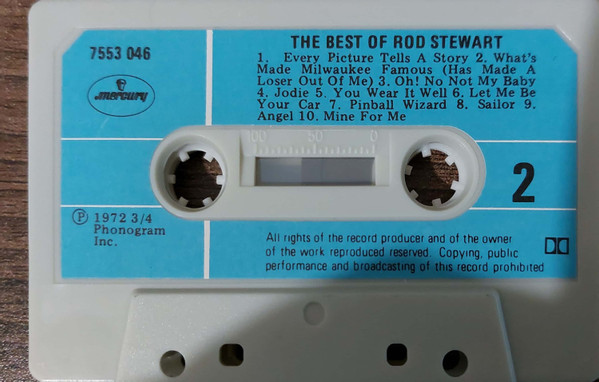 7553 046
mercury
THE BEST OF ROD STEWART
1. Every Picture Tells A Story 2. What's
Made Milwaukee Famous (Has Made A
Loser Out Of Me) 3. Oh! No Not My Baby
4. Jodie 5. You Wear It Well 6. Let Me Be
Your Car 7. Pinball Wizard 8. Sailor 9.
Angel 10. Mine For Me
100 50 0
2
Ⓟ 1972 3/4
Phonogram
Inc.
All rights of the record producer and of the owner
of the work reproduced reserved. Copying, public
performance and broadcasting of this record prohibited